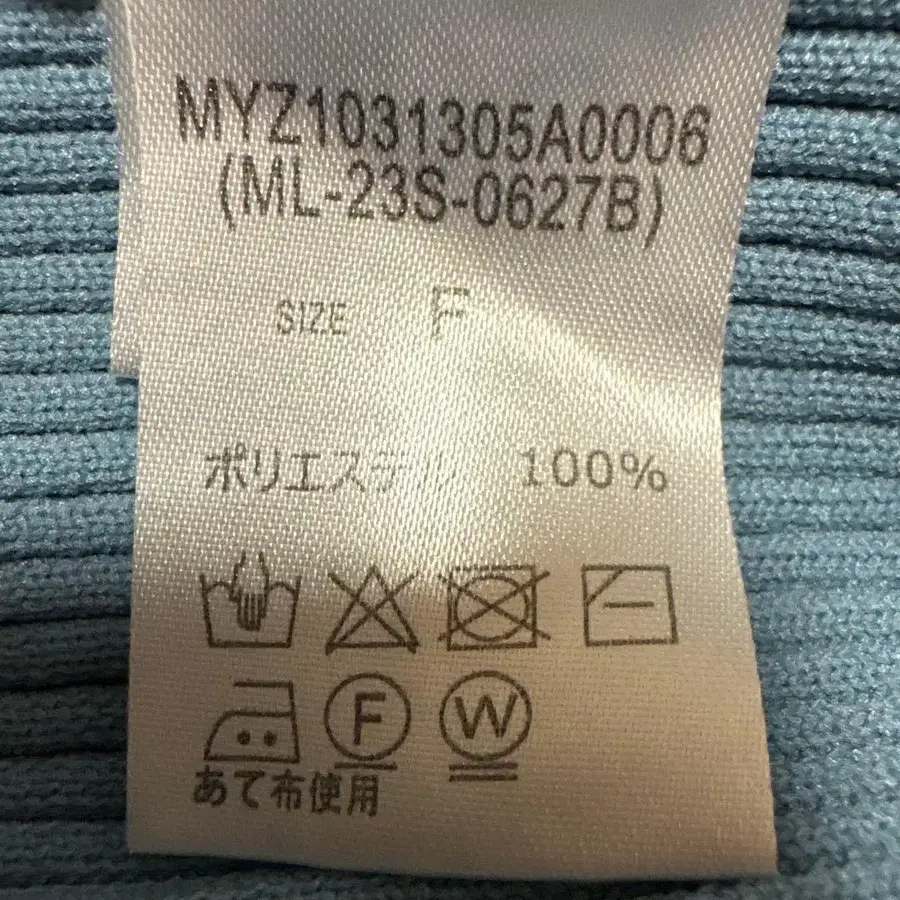 MYZ1031305A0006
(ML-23S-0627B)
SIZE F
ポリエステル 100%
F W
あて布使用